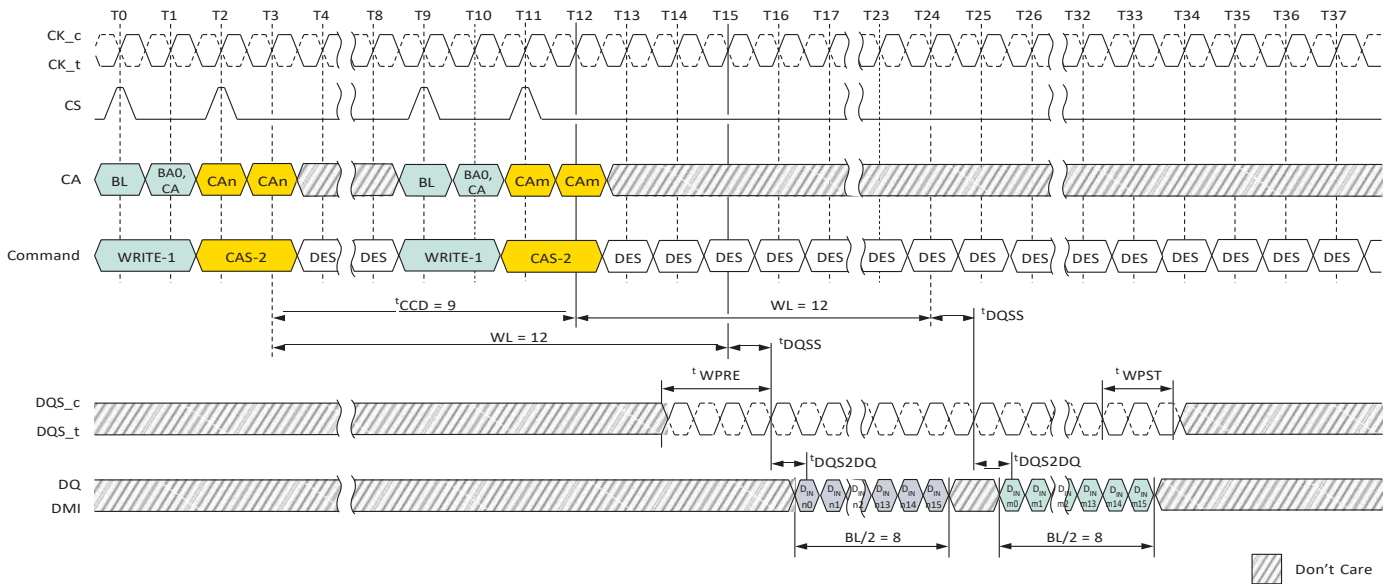 T0 T1 T2 T3 T4 T8 T9 T10 T11 T12 T13 T14 T15 T16 T17 T23 T24 T25 T26 T32 T33 T34 T35 T36 T37
CK_c
CK_t
CS
CA BL BA0, CA CAn CAn BL BA0, CA CAm CAm
Command WRITE-1 CAS-2 DES DES WRITE-1 CAS-2 DES DES DES DES DES DES DES DES DES DES DES DES DES DES DES
tCCD = 9 WL = 12 tDQSS
WL = 12 tDQSS
tWPRE tWPST
DQS_c
DQS_t
tDQS2DQ tDQS2DQ
DQ DIN n0 DIN n1 DIN n2 DIN n13 DIN n14 DIN n15 DIN m0 DIN m1 DIN m2 DIN m13 DIN m14 DIN m15
DMI
BL/2 = 8 BL/2 = 8
Don't Care